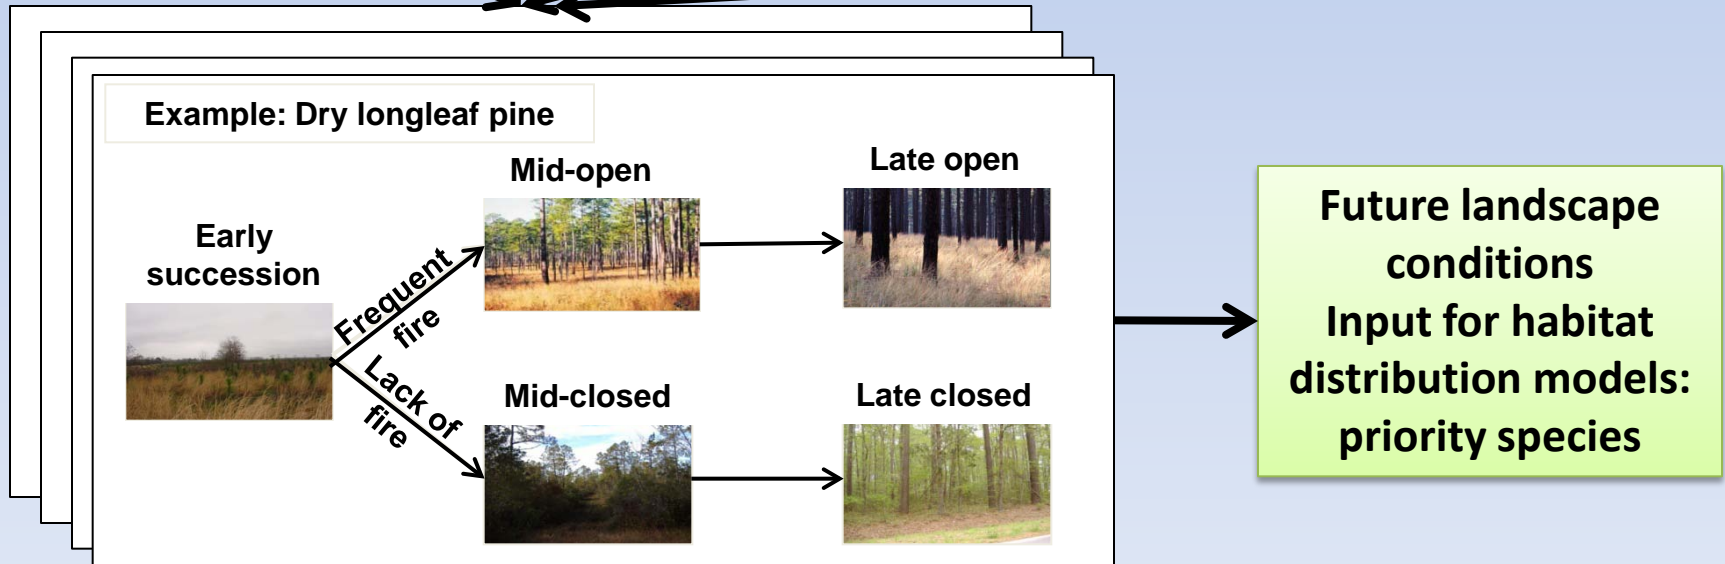 Example: Dry longleaf pine
Early
succession
Frequent
fire
Lack of
fire
Mid-open
Late open
Mid-closed
Late closed
Future landscape
conditions
Input for habitat
distribution models:
priority species